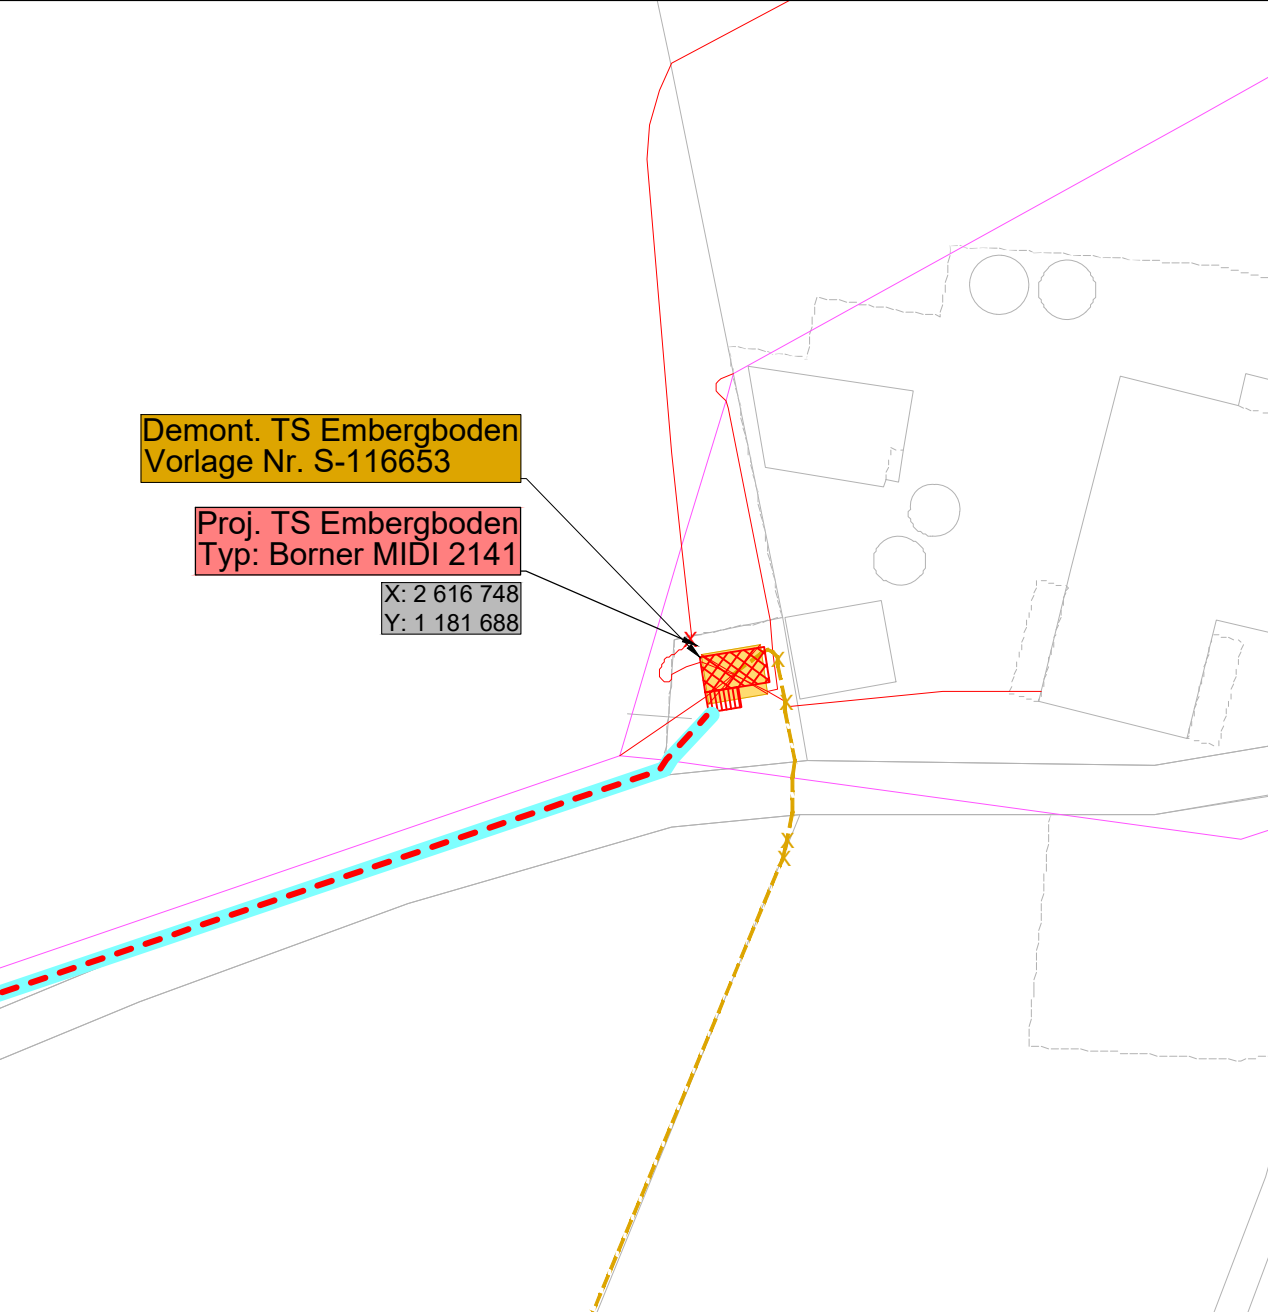 Demont. TS Embergboden
Vorlage Nr. S-116653
Proj. TS Embergboden
Typ: Borner MIDI 2141
X: 2 616 748
Y: 1 181 688